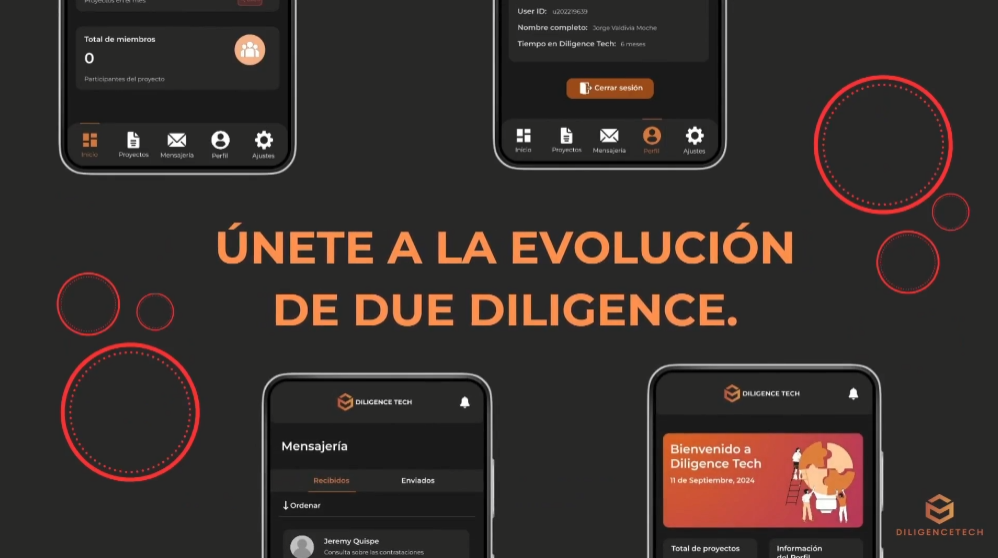 Proyectos en el mes
Total de miembros
0
Participantes del proyecto
Inicio
Proyectos
Mensajería
Perfil
Ajustes
User ID: u202219639
Nombre completo: Jorge Valdivia Moche
Tiempo en Diligence Tech: 6 meses
Cerrar sesión
Inicio
Proyectos
Mensajería
Perfil
Ajustes
ÚNETE A LA EVOLUCIÓN
DE DUE DILIGENCE.
DILIGENCE TECH
Mensajería
Recibidos
Enviados
Ordenar
Jeremy Quispe
Consulta sobre las contrataciones
DILIGENCE TECH
Bienvenido a
Diligence Tech
11 de Septiembre, 2024
Total de proyectos
Información
del Perfil
DILIGENCETECH